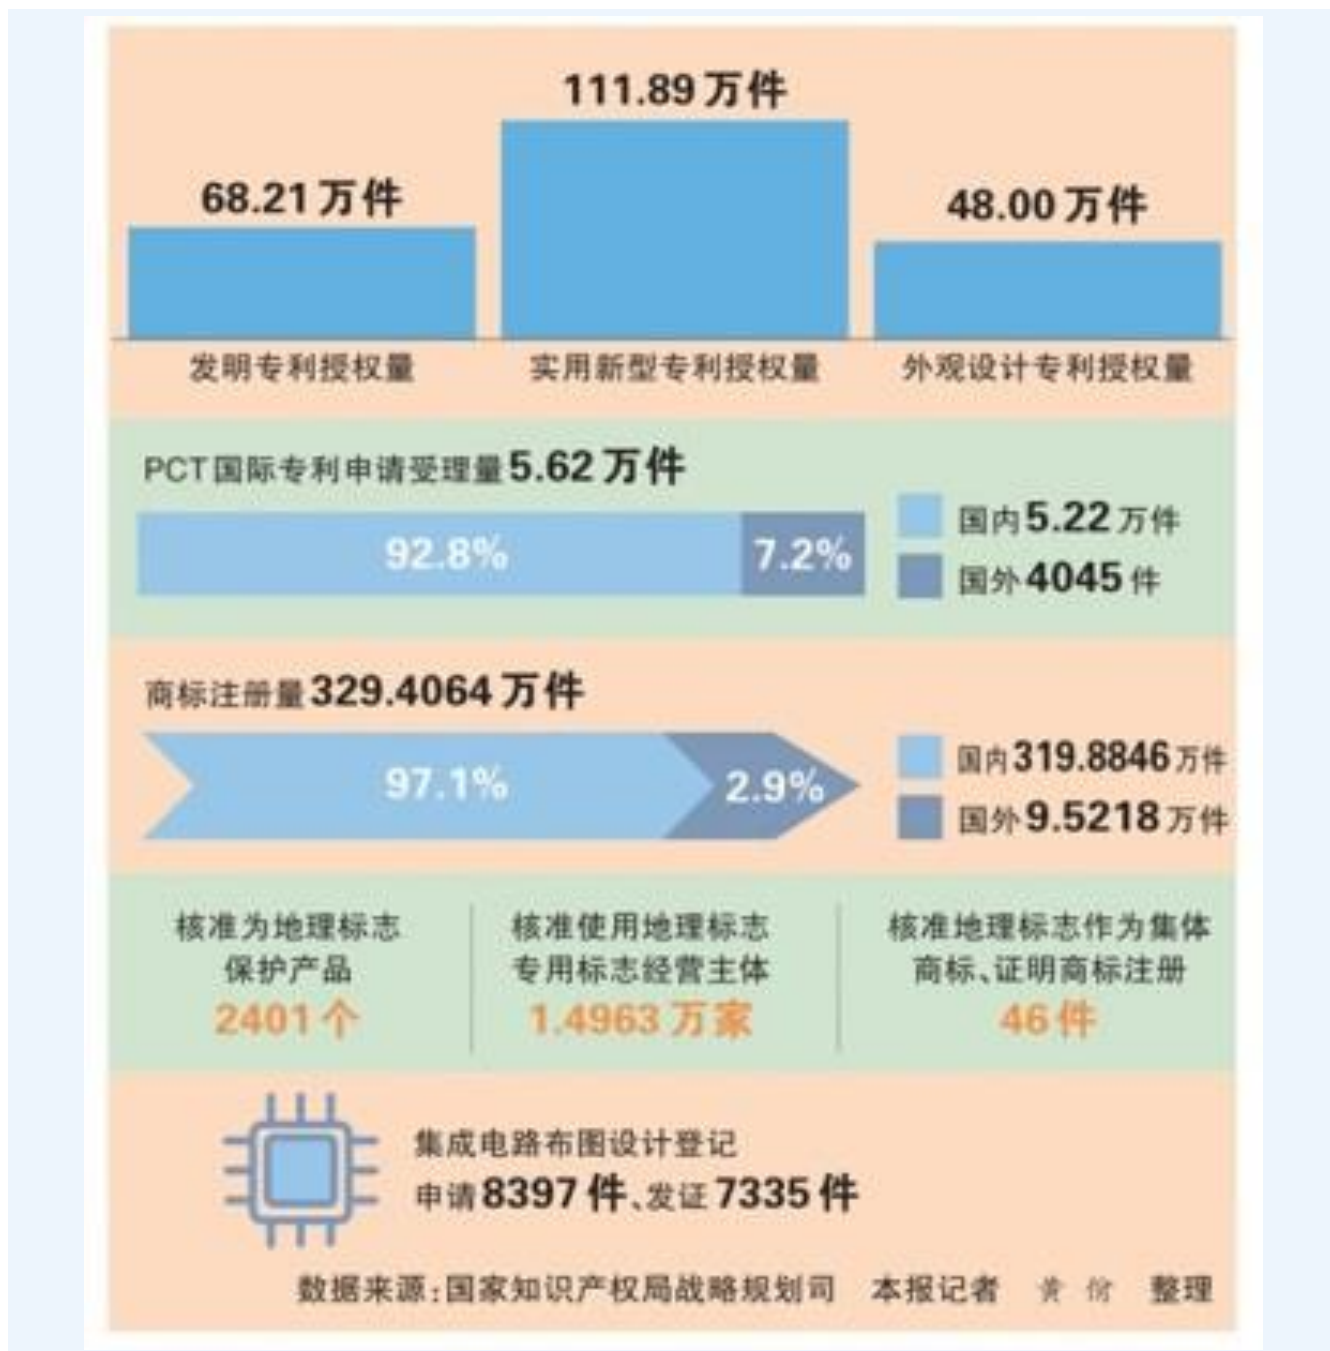 111.89万件
68.21万件
48.00万件
发明专利授权量
实用新型专利授权量
外观设计专利授权量
PCT国际专利申请受理量5.62万件
92.8%
7.2%
国内5.22万件
国外4045件
商标注册量329.4064万件
97.1%
2.9%
国内319.8846万件
国外9.5218万件
核准为地理标志
保护产品
2401个
核准使用地理标志
专用标志经营主体
1.4963万家
核准地理标志作为集体
商标、证明商标注册
46件
集成电路布图设计登记
申请8397件、发证7335件
数据来源:国家知识产权局战略规划司 本报记者 黄 整理